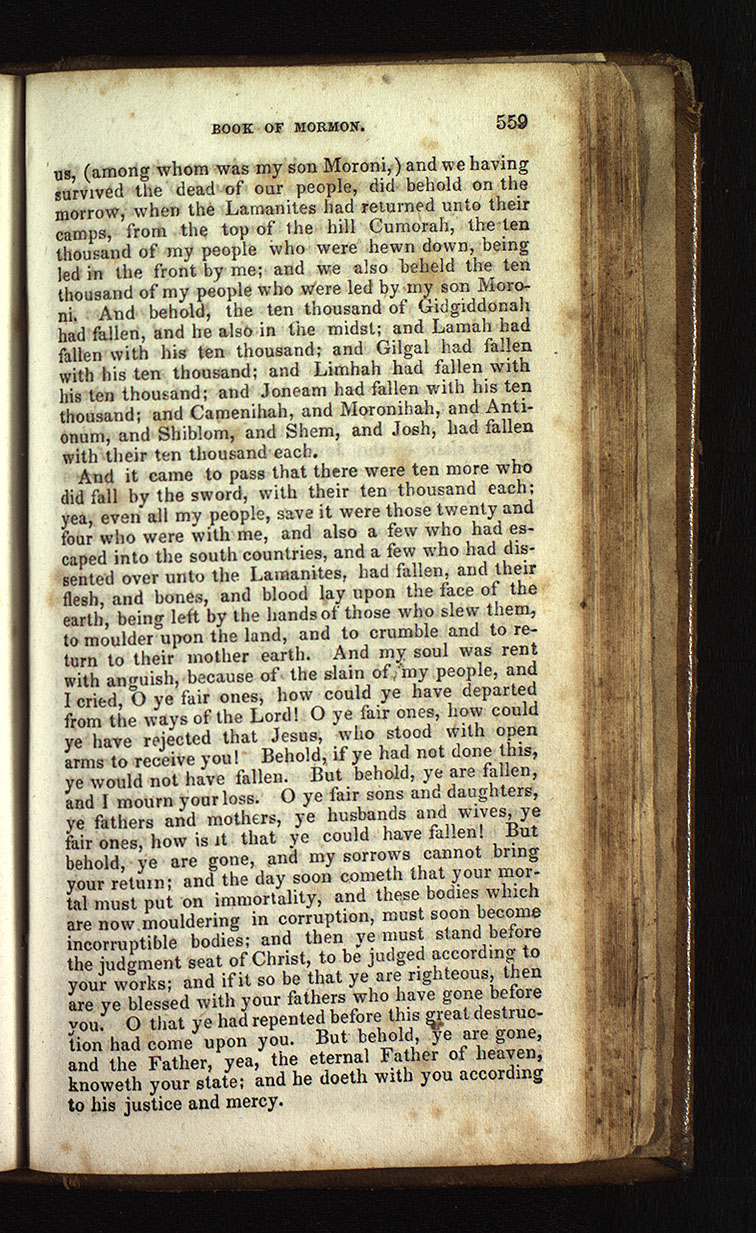 BOOK OF MORMON. 559
us, (among whom was my son Moroni,) and we having
survived the dead of our people, did behold on the
morrow, when the Lamanites had returned unto their
camps, from the top of the hill Cumorah, the ten
thousand of my people who were hewn down, being
led in the front by me; and we also beheld the ten
thousand of my people who were led by my son Moro-
ni. And behold, the ten thousand of Gidgiddonah
had fallen, and he also in the midst; and Lamah had
fallen with his ten thousand; and Gilgal had fallen
with his ten thousand; and Limhah had fallen with
his ten thousand; and Joneam had fallen with his ten
thousand; and Camenihah, and Moronihah, and Anti-
onum, and Shiblom, and Shem, and Josh, had fallen
with their ten thousand each.
And it came to pass that there were ten more who
did fall by the sword, with their ten thousand each;
yea, even all my people, save it were those twenty and
four who were with me, and also a few who had es-
caped into the south countries, and a few who had dis-
sented over unto the Lamanites, had fallen, and their
flesh, and bones, and blood lay upon the face of the
earth, being left by the hands of those who slew them,
to moulder upon the land, and to crumble and to re-
turn to their mother earth. And my soul was rent
with anguish, because of the slain of my people, and
I cried, O ye fair ones, how could ye have departed
from the ways of the Lord! O ye fair ones, how could
ye have rejected that Jesus, who stood with open
arms to receive you! Behold, if ye had not done this,
ye would not have fallen. But behold, ye are fallen,
and I mourn your loss. O ye fair sons and daughters,
ye fathers and mothers, ye husbands and wives, ye
fair ones, how is it that ye could have fallen! But
behold, ye are gone, and my sorrows cannot bring
your return; and the day soon cometh that your mor-
tal must put on immortality, and these bodies which
are now mouldering in corruption, must soon become
incorruptible bodies; and then ye must stand before
the judgment seat of Christ, to be judged according to
your works; and if it so be that ye are righteous, then
are ye blessed with your fathers who have gone before
you. O that ye had repented before this great destruc-
tion had come upon you. But behold, ye are gone,
and the Father, yea, the eternal Father of heaven,
knoweth your state; and he doeth with you according
to his justice and mercy.